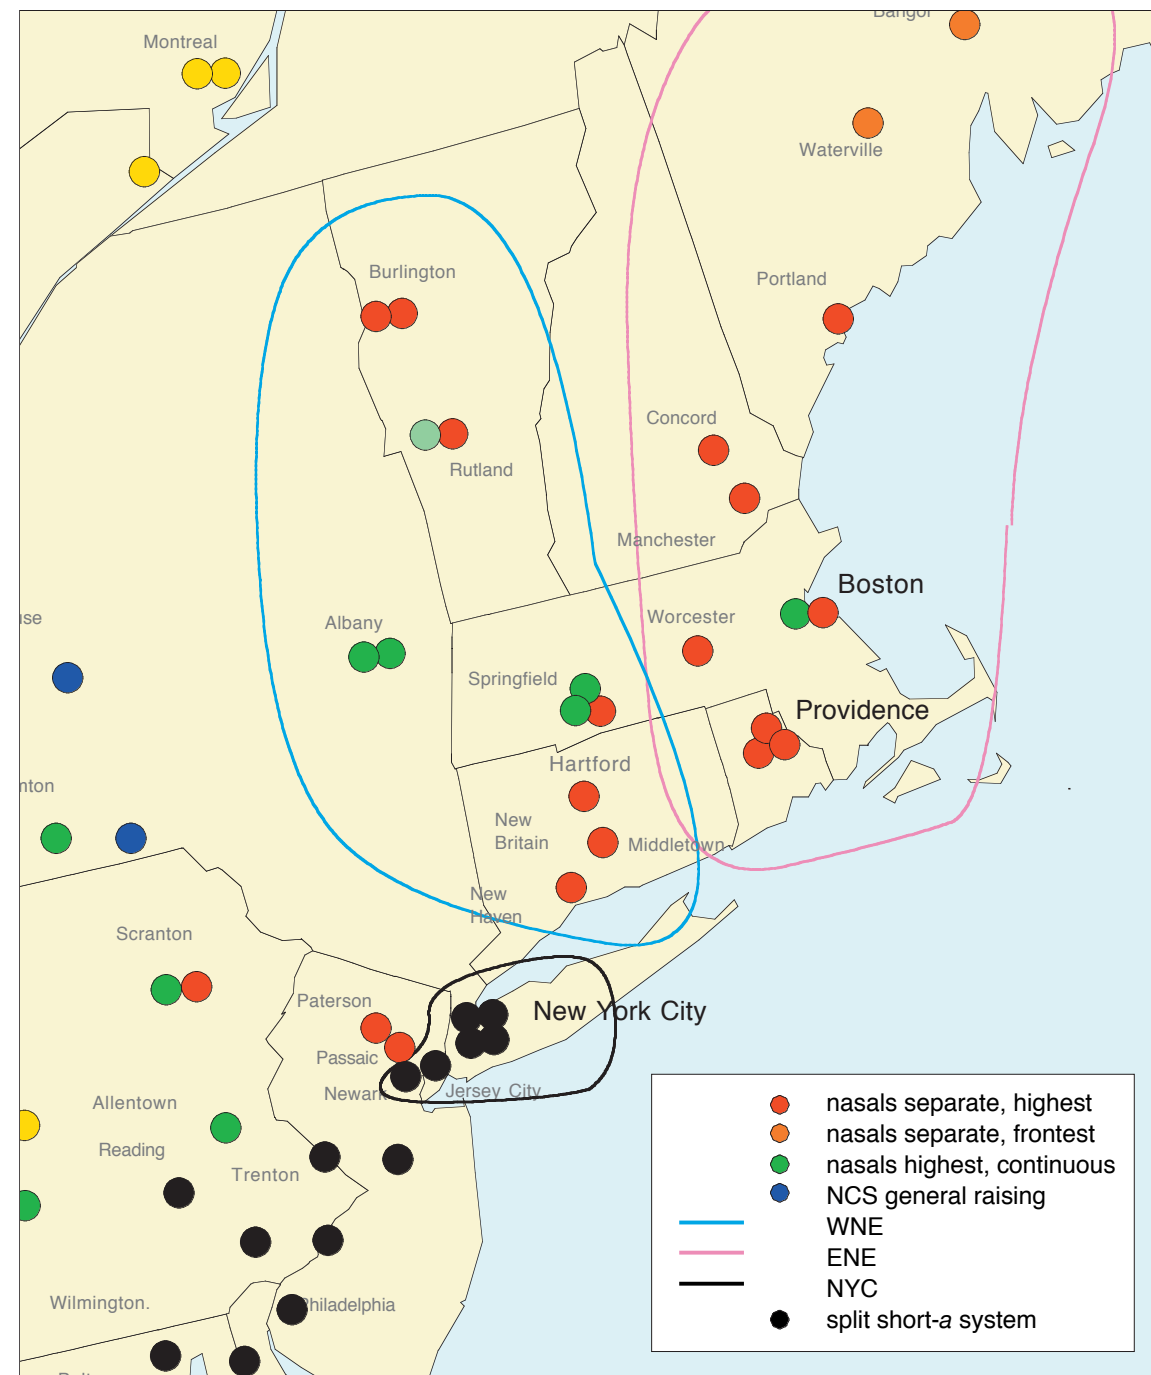 Bangor
Montreal
Waterville
Burlington
Portland
Concord
Rutland
Manchester
Boston
Worcester
Albany
Springfield
Providence
Hartford
New
Britain
Middletown
New
Haven
Scranton
Paterson
New York City
Passaic
Newark
Jersey City
Allentown
Reading
Trenton
Wilmington.
Philadelphia
nasals separate, highest
nasals separate, frontest
nasals highest, continuous
NCS general raising
WNE
ENE
NYC
split short-a system